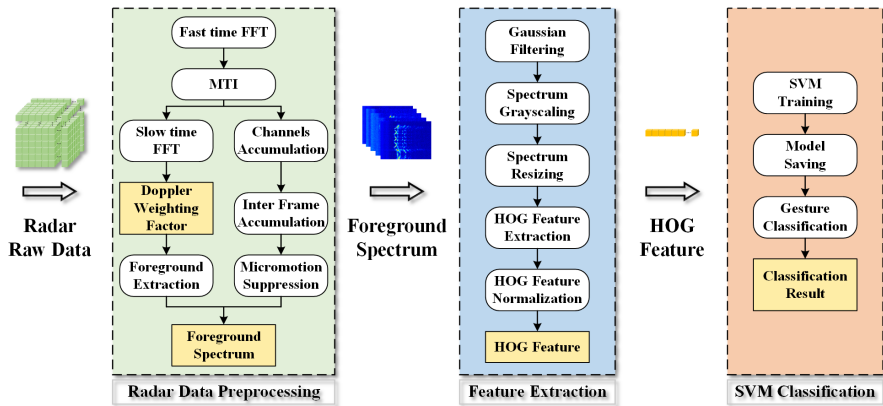 Radar
Raw Data
Fast time FFT
MTI
Slow time
FFT
Channels
Accumulation
Doppler
Weighting
Factor
Inter Frame
Accumulation
Foreground
Extraction
Micromotion
Suppression
Foreground
Spectrum
Radar Data Preprocessing
Foreground
Spectrum
Gaussian
Filtering
Spectrum
Grayscaling
Spectrum
Resizing
HOG Feature
Extraction
HOG Feature
Normalization
HOG Feature
Feature Extraction
HOG
Feature
SVM
Training
Model
Saving
Gesture
Classification
Classification
Result
SVM Classification